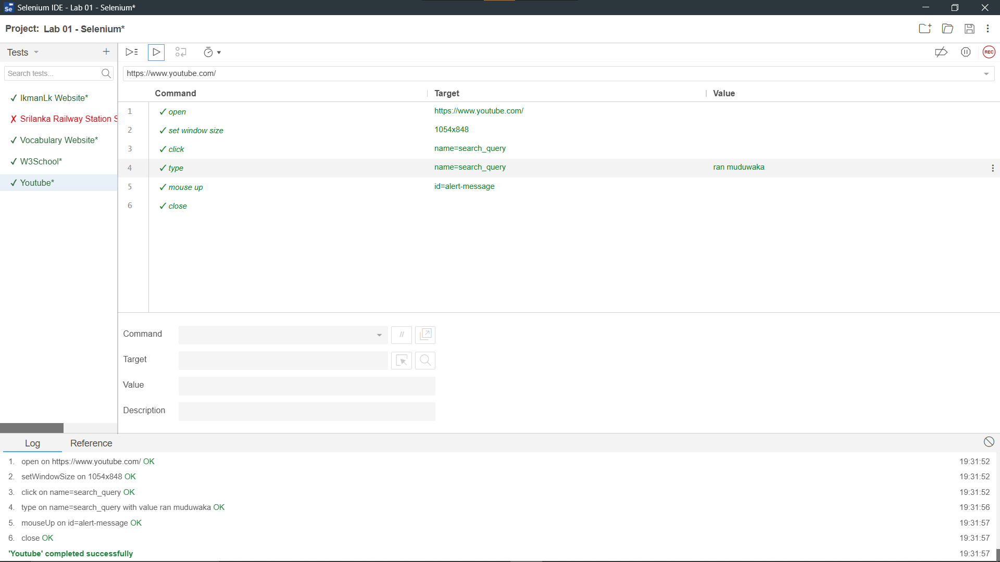 Selenium IDE - Lab 01 - Selenium*
Project: Lab 01 - Selenium*
Tests
Search tests...
https://www.youtube.com/
REC
Command Target Value
✓ IkmanLk Website*
✗ Srilanka Railway Station S
✓ Vocabulary Website*
✓ W3School*
✓ Youtube*
1 ✓ open https://www.youtube.com/
2 ✓ set window size 1054x848
3 ✓ click name=search_query
4 ✓ type name=search_query ran muduwaka
5 ✓ mouse up id=alert-message
6 ✓ close
Command //
Target
Value
Description
Log Reference
1. open on https://www.youtube.com/ OK 19:31:52
2. setWindowSize on 1054x848 OK 19:31:52
3. click on name=search_query OK 19:31:52
4. type on name=search_query with value ran muduwaka OK 19:31:56
5. mouseUp on id=alert-message OK 19:31:57
6. close OK 19:31:57
'Youtube' completed successfully 19:31:57